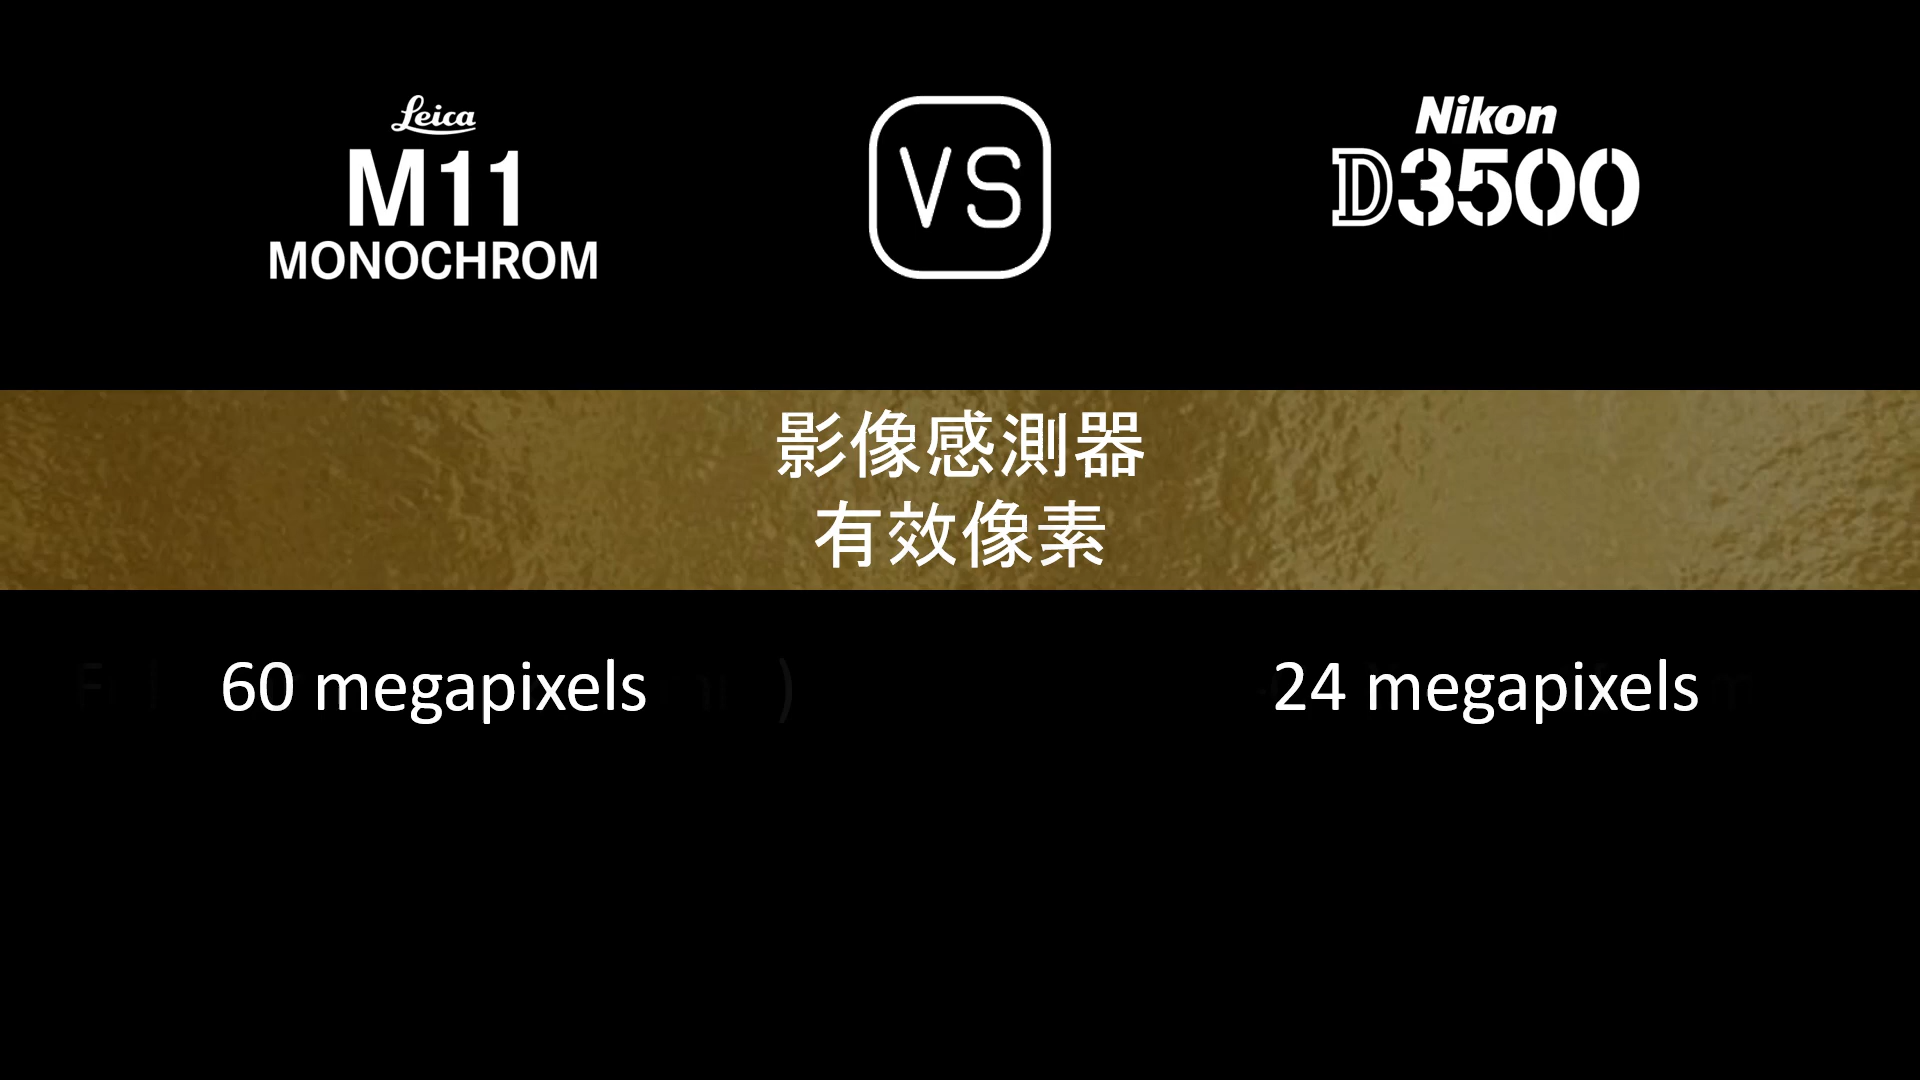 Leica
M11
MONOCHROM
VS
Nikon
D3500
影像感測器
有效像素
60 megapixels
24 megapixels